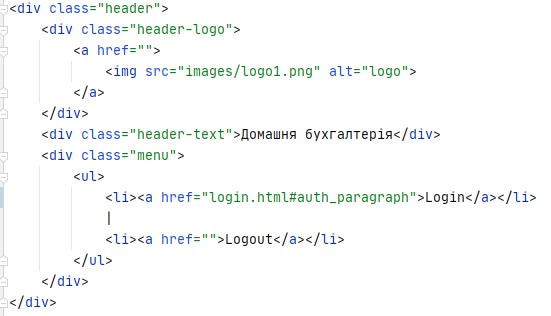 <div class="header">
    <div class="header-logo">
        <a href="">
            <img src="images/logo1.png" alt="logo">
        </a>
    </div>
    <div class="header-text">Домашня бухгалтерія</div>
    <div class="menu">
        <ul>
            <li><a href="login.html#auth_paragraph">Login</a></li>
            |
            <li><a href="">Logout</a></li>
        </ul>
    </div>
</div>